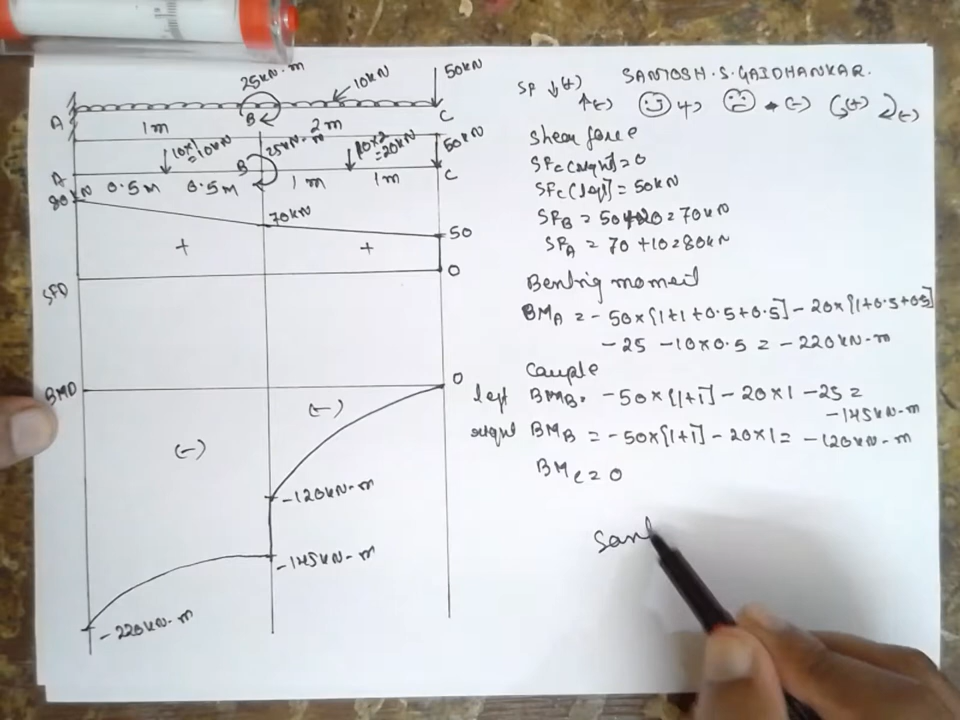 25kN-m
10kN
50kN
A
B
C
1m
2m
10×1
=10kN
25kN-m
10×2
=20kN
50kN
A
B
C
0.5m
0.5m
1m
1m
80kN
70kN
50
+
+
0
SFD
BMD
0
(-)
(-)
-120kN-m
-145kN-m
-220kN-m
SANTOSH.S.GAIDHANKAR.
SF ↓(+)
↑(-)
+)
(-)
(+)
(-)
Shear force
SFC(right)=0
SFC(left)=50kN
SFB = 50+20=70kN
SFA = 70+10=80kN
Bending moment
BMA = -50×[1+1+0.5+0.5]-20×[1+0.5+0.5]
-25 -10×0.5 = -220kN-m
Couple
left BMB= -50×[1+1]-20×1-25=
-145kN-m
right BMB = -50×[1+1]-20×1= -120kN-m
BMC=0
San